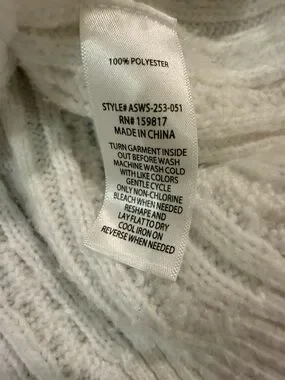 100% POLYESTER
STYLE# ASWS-253-051
RN# 159817
MADE IN CHINA
TURN GARMENT INSIDE
OUT BEFORE WASH
MACHINE WASH COLD
WITH LIKE COLORS
GENTLE CYCLE
ONLY NON-CHLORINE
BLEACH WHEN NEEDED
RESHAPE AND
LAY FLAT TO DRY
COOL IRON ON
REVERSE WHEN NEEDED